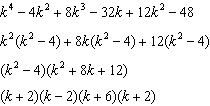 k⁴ − 4k² + 8k³ − 32k + 12k² − 48
k²(k² − 4) + 8k(k² − 4) + 12(k² − 4)
(k² − 4)(k² + 8k + 12)
(k + 2)(k − 2)(k + 6)(k + 2)